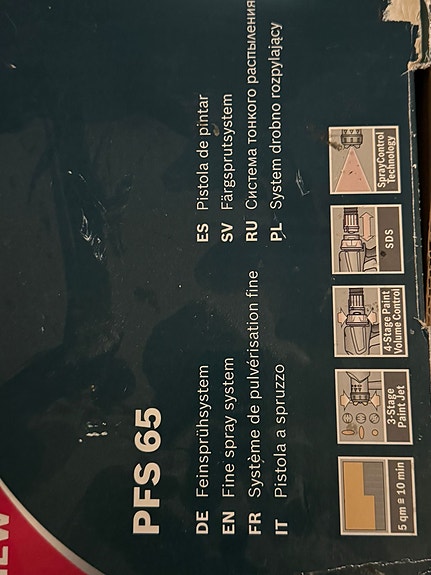 PFS 65
DE Feinsprühsystem
EN Fine spray system
FR Système de pulvérisation fine
IT Pistola a spruzzo
ES Pistola de pintar
SV Färgsprutsystem
RU Система тонкого распыления
PL System drobno rozpylający
5 qm ≙ 10 min
3-Stage
Paint Jet
4-Stage Paint
Volume Control
SDS
SprayControl
Technology